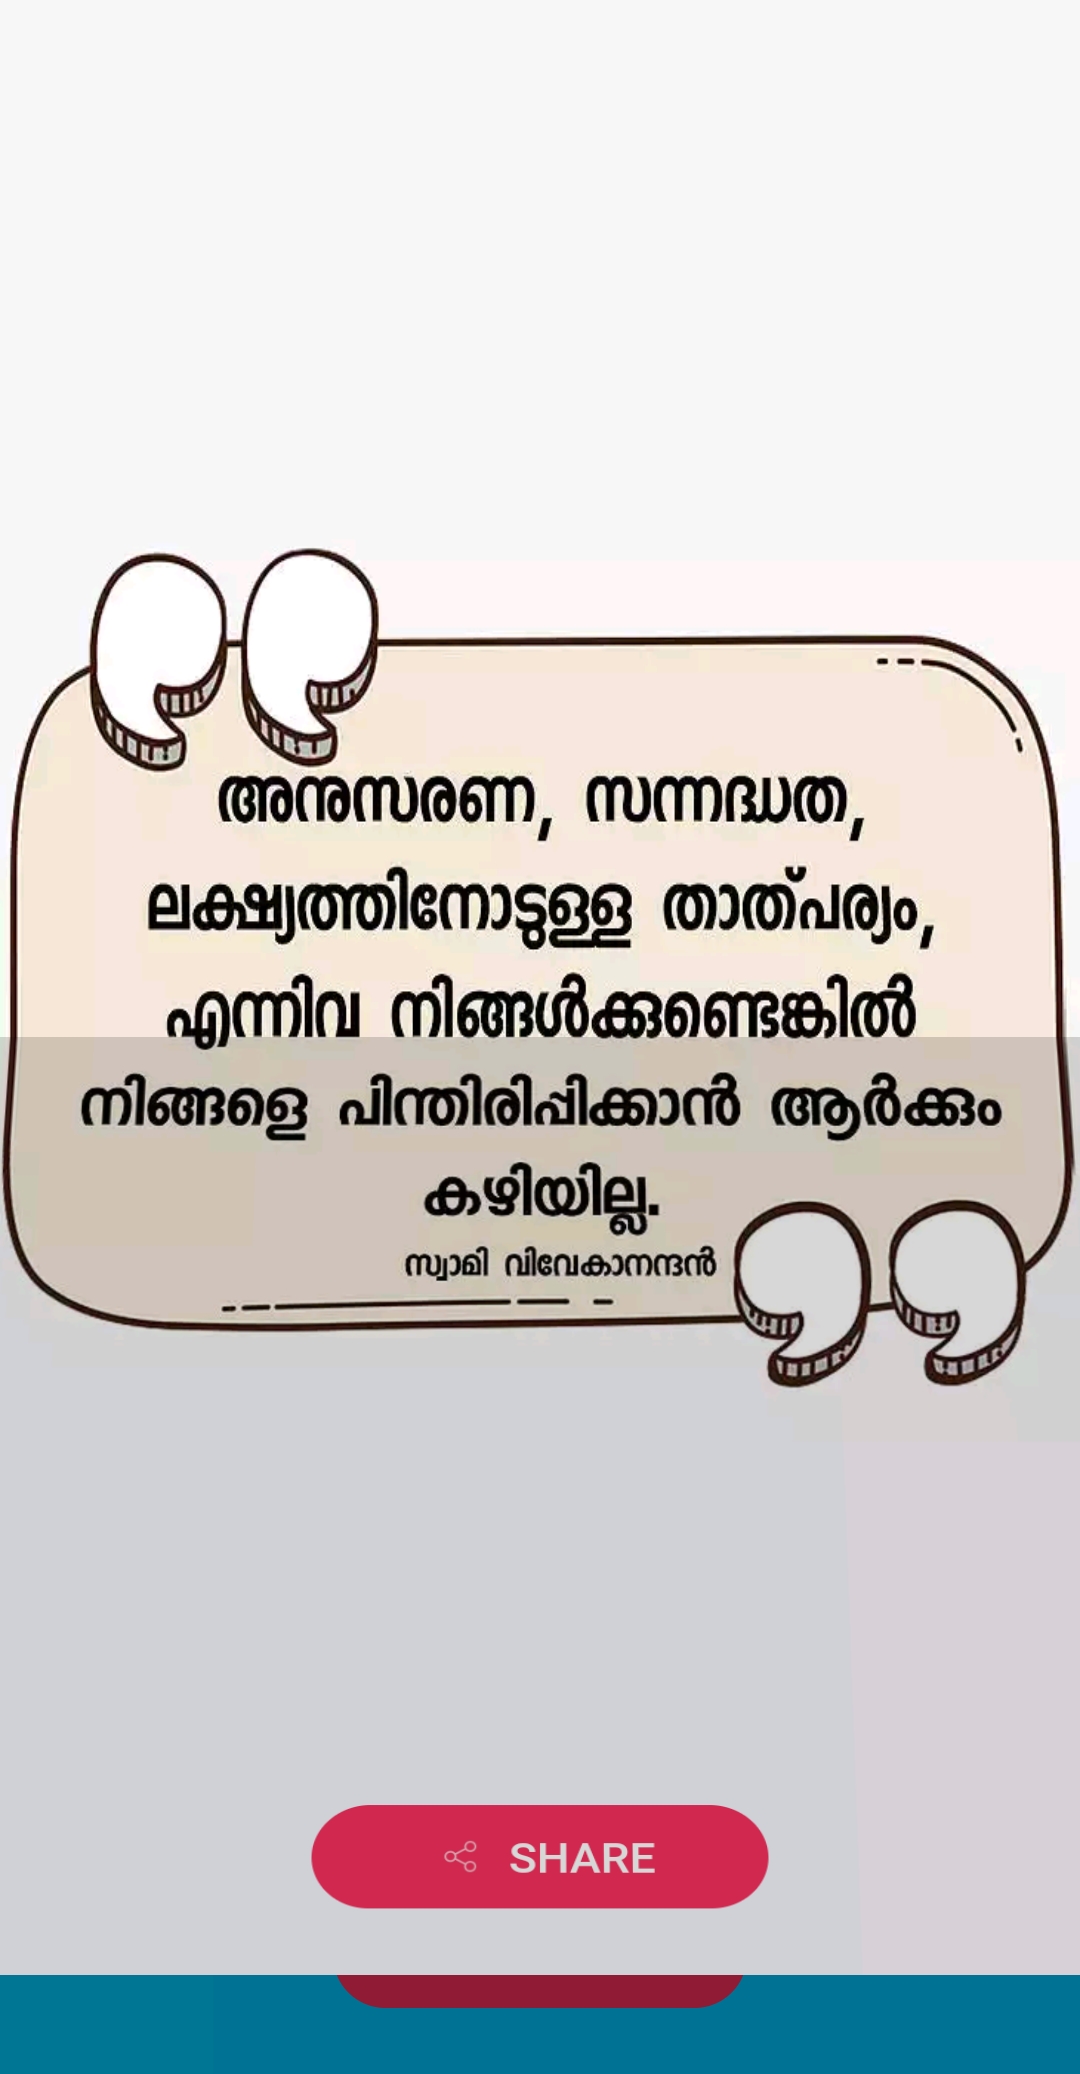 അനുസരണ, സന്നദ്ധത,
ലക്ഷ്യത്തിനോടുള്ള താത്പര്യം,
എന്നിവ നിങ്ങൾക്കുണ്ടെങ്കിൽ
നിങ്ങളെ പിന്തിരിപ്പിക്കാൻ ആർക്കും
കഴിയില്ല.
സ്വാമി വിവേകാനന്ദൻ
SHARE